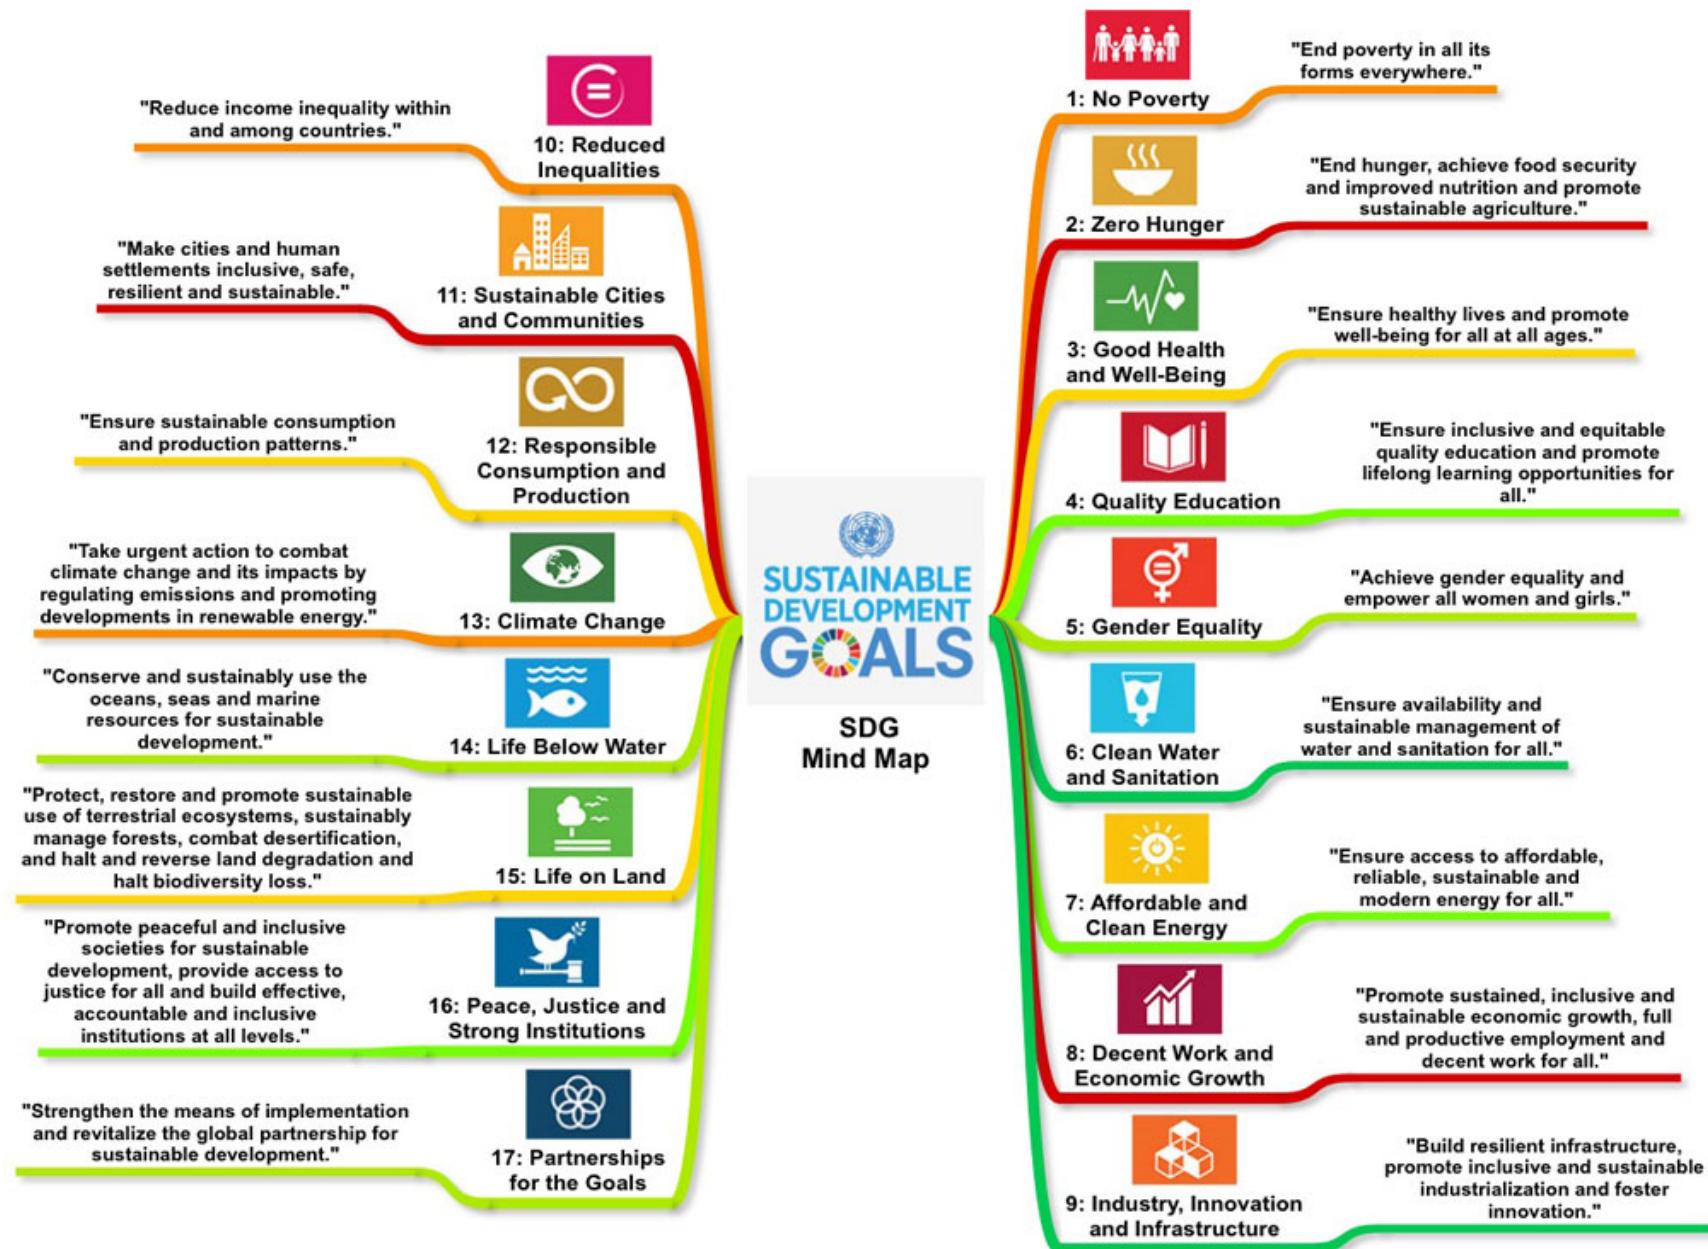 SUSTAINABLE
DEVELOPMENT
GOALS
SDG
Mind Map
1: No Poverty
"End poverty in all its
forms everywhere."
2: Zero Hunger
"End hunger, achieve food security
and improved nutrition and promote
sustainable agriculture."
3: Good Health
and Well-Being
"Ensure healthy lives and promote
well-being for all at all ages."
4: Quality Education
"Ensure inclusive and equitable
quality education and promote
lifelong learning opportunities for
all."
5: Gender Equality
"Achieve gender equality and
empower all women and girls."
6: Clean Water
and Sanitation
"Ensure availability and
sustainable management of
water and sanitation for all."
7: Affordable and
Clean Energy
"Ensure access to affordable,
reliable, sustainable and
modern energy for all."
8: Decent Work and
Economic Growth
"Promote sustained, inclusive and
sustainable economic growth, full
and productive employment and
decent work for all."
9: Industry, Innovation
and Infrastructure
"Build resilient infrastructure,
promote inclusive and sustainable
industrialization and foster
innovation."
10: Reduced
Inequalities
"Reduce income inequality within
and among countries."
11: Sustainable Cities
and Communities
"Make cities and human
settlements inclusive, safe,
resilient and sustainable."
12: Responsible
Consumption and
Production
"Ensure sustainable consumption
and production patterns."
13: Climate Change
"Take urgent action to combat
climate change and its impacts by
regulating emissions and promoting
developments in renewable energy."
14: Life Below Water
"Conserve and sustainably use the
oceans, seas and marine
resources for sustainable
development."
15: Life on Land
"Protect, restore and promote sustainable
use of terrestrial ecosystems, sustainably
manage forests, combat desertification,
and halt and reverse land degradation and
halt biodiversity loss."
16: Peace, Justice and
Strong Institutions
"Promote peaceful and inclusive
societies for sustainable
development, provide access to
justice for all and build effective,
accountable and inclusive
institutions at all levels."
17: Partnerships
for the Goals
"Strengthen the means of implementation
and revitalize the global partnership for
sustainable development."